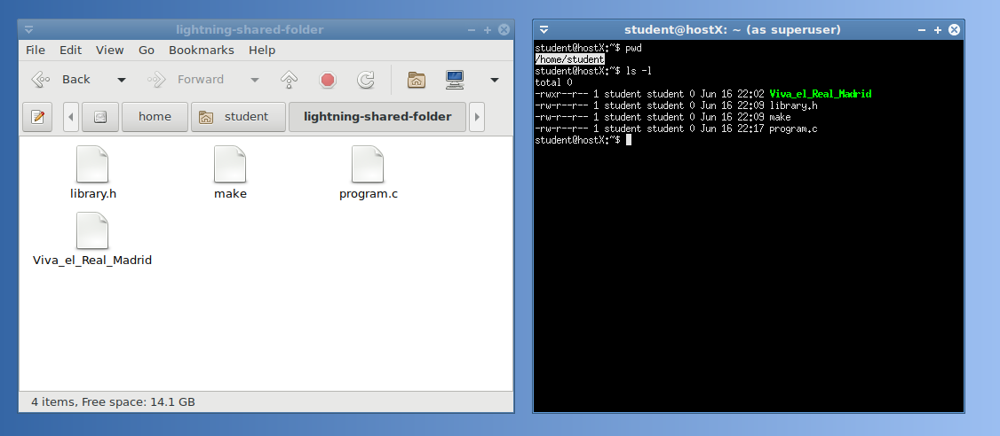 lightning-shared-folder
File Edit View Go Bookmarks Help
Back Forward
home student lightning-shared-folder
library.h make program.c
Viva_el_Real_Madrid
4 items, Free space: 14.1 GB
student@hostX: ~ (as superuser)
student@hostX:~$ pwd
/home/student
student@hostX:~$ ls -l
total 0
-rwxr--r-- 1 student student 0 Jun 16 22:02 Viva_el_Real_Madrid
-rw-r--r-- 1 student student 0 Jun 16 22:09 library.h
-rw-r--r-- 1 student student 0 Jun 16 22:09 make
-rw-r--r-- 1 student student 0 Jun 16 22:17 program.c
student@hostX:~$